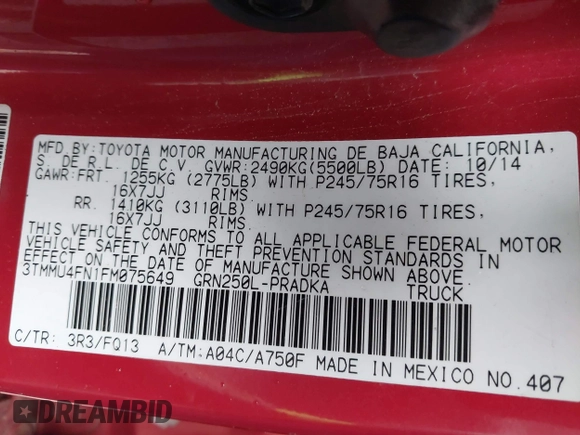 MFD.BY:TOYOTA MOTOR MANUFACTURING DE BAJA CALIFORNIA,
S. DE R.L. DE C.V. GVWR:2490KG(5500LB) DATE: 10/14
GAWR:FRT. 1255KG (2775LB) WITH P245/75R16 TIRES,
16X7JJ RIMS.
RR. 1410KG (3110LB) WITH P245/75R16 TIRES,
16X7JJ RIMS.
THIS VEHICLE CONFORMS TO ALL APPLICABLE FEDERAL MOTOR
VEHICLE SAFETY AND THEFT PREVENTION STANDARDS IN
EFFECT ON THE DATE OF MANUFACTURE SHOWN ABOVE.
3TMMU4FN1FM075649 GRN250L-PRADKA TRUCK
C/TR: 3R3/FQ13 A/TM:A04C/A750F MADE IN MEXICO NO.407
DREAMBID